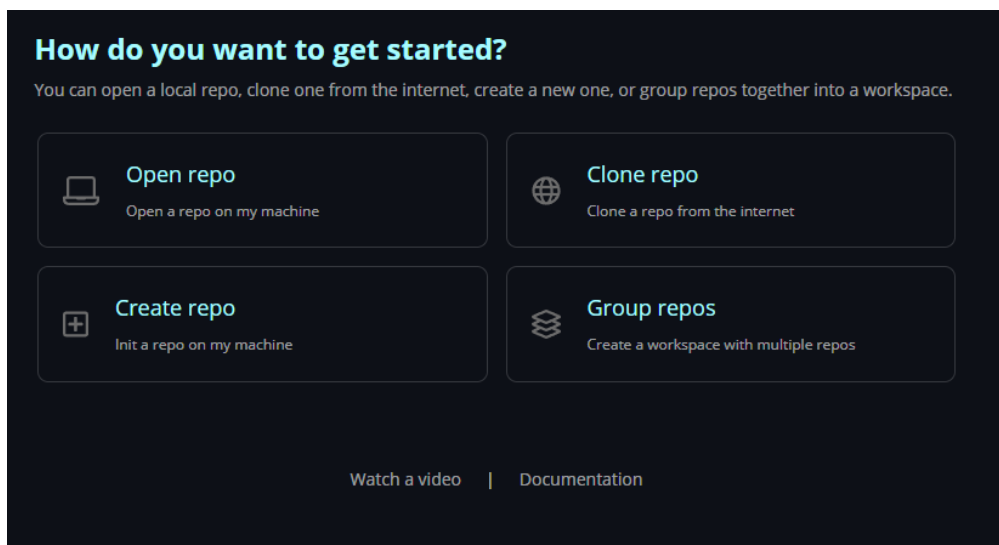 How do you want to get started?
You can open a local repo, clone one from the internet, create a new one, or group repos together into a workspace.
Open repo
Open a repo on my machine
Clone repo
Clone a repo from the internet
Create repo
Init a repo on my machine
Group repos
Create a workspace with multiple repos
Watch a video | Documentation